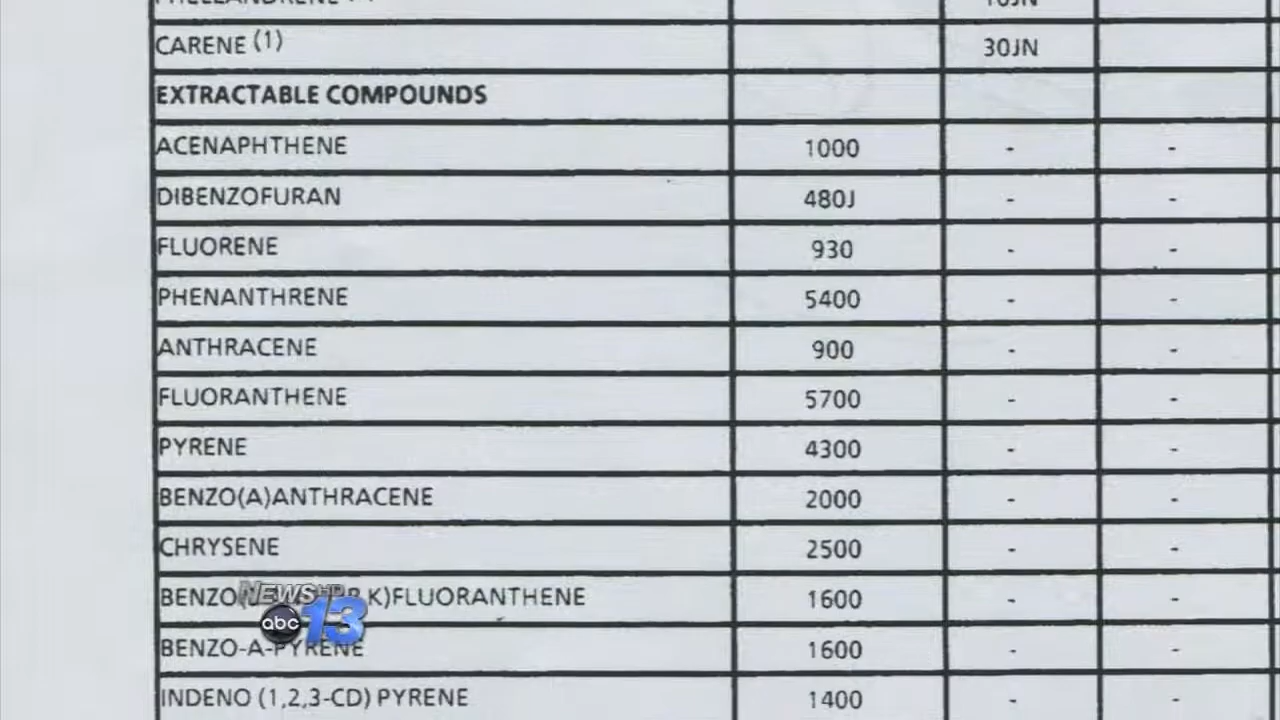 CARENE (1) 30JN
EXTRACTABLE COMPOUNDS
ACENAPHTHENE 1000 - -
DIBENZOFURAN 480J - -
FLUORENE 930 - -
PHENANTHRENE 5400 - -
ANTHRACENE 900 - -
FLUORANTHENE 5700 - -
PYRENE 4300 - -
BENZO(A)ANTHRACENE 2000 - -
CHRYSENE 2500 - -
K)FLUORANTHENE 1600 - -
BENZO-A-PYRENE 1600 - -
INDENO (1,2,3-CD) PYRENE 1400 - -
NEWS HD
abc 13